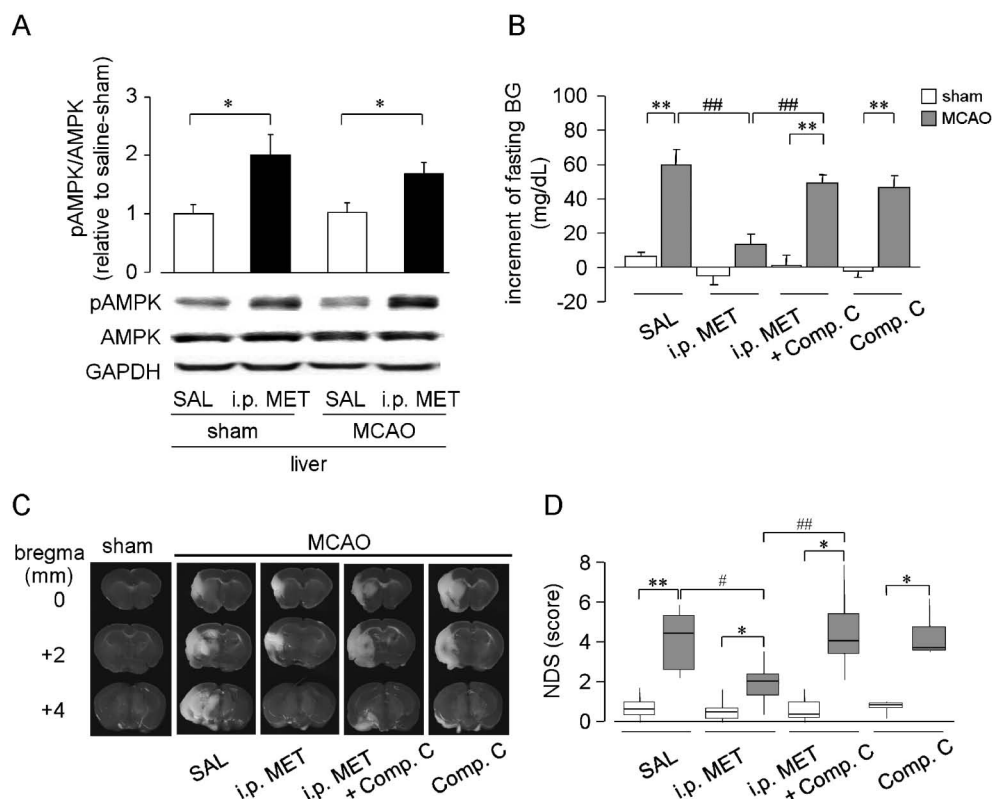 A
pAMPK/AMPK
(relative to saline-sham)
3
2
1
0
*
*
pAMPK
AMPK
GAPDH
SAL i.p. MET SAL i.p. MET
sham MCAO
liver
B
increment of fasting BG
(mg/dL)
100
80
60
40
20
0
-20
** ## ## ** **
sham
MCAO
SAL
i.p. MET
i.p. MET
+ Comp. C
Comp. C
C
bregma
(mm)
sham MCAO
0
+2
+4
SAL
i.p. MET
i.p. MET
+ Comp. C
Comp. C
D
NDS (score)
8
6
4
2
0
** # * ## * *
SAL
i.p. MET
i.p. MET
+ Comp. C
Comp. C